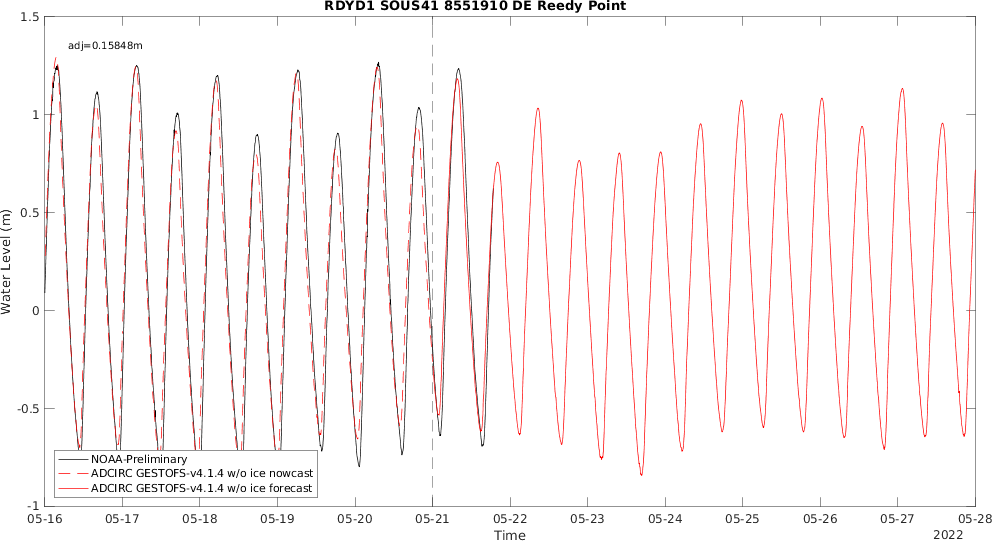 RDYD1 SOUS41 8551910 DE Reedy Point
adj=0.15848m
1.5
1
0.5
0
-0.5
-1
Water Level (m)
NOAA-Preliminary
ADCIRC GESTOFS-v4.1.4 w/o ice nowcast
ADCIRC GESTOFS-v4.1.4 w/o ice forecast
05-16 05-17 05-18 05-19 05-20 05-21 05-22 05-23 05-24 05-25 05-26 05-27 05-28
Time
2022